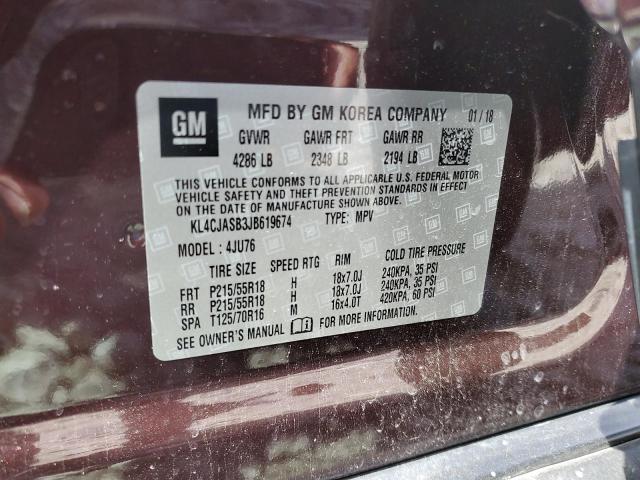 GM
MFD BY GM KOREA COMPANY 01/18
GVWR GAWR FRT GAWR RR
4286 LB 2348 LB 2194 LB
THIS VEHICLE CONFORMS TO ALL APPLICABLE U.S. FEDERAL MOTOR
VEHICLE SAFETY AND THEFT PREVENTION STANDARDS IN EFFECT
ON THE DATE OF MANUFACTURE SHOWN ABOVE.
KL4CJASB3JB619674 TYPE: MPV
MODEL: 4JU76
TIRE SIZE SPEED RTG RIM COLD TIRE PRESSURE
FRT P215/55R18 H 18x7.0J 240KPA, 35 PSI
RR P215/55R18 H 18x7.0J 240KPA, 35 PSI
SPA T125/70R16 M 16x4.0T 420KPA, 60 PSI
SEE OWNER'S MANUAL FOR MORE INFORMATION.